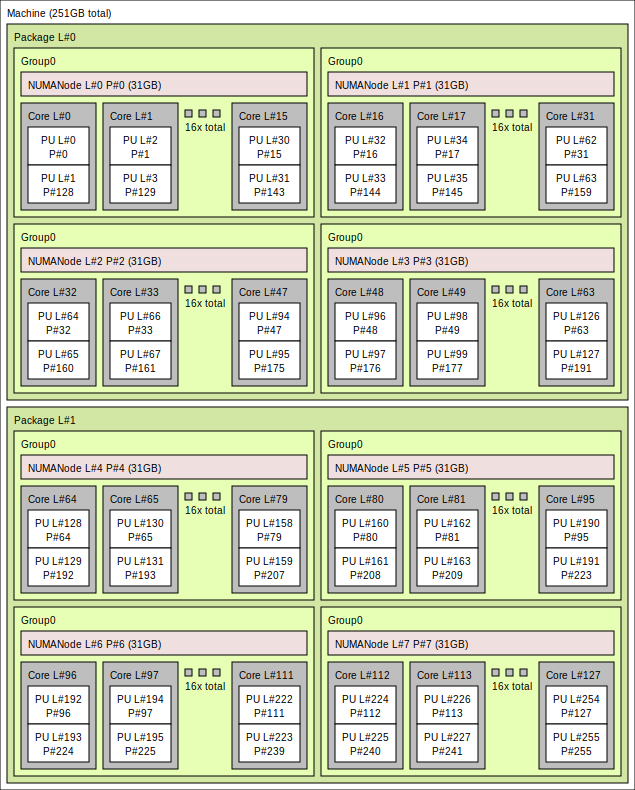 Machine (251GB total)
Package L#0
Group0
NUMANode L#0 P#0 (31GB)
Core L#0
PU L#0
P#0
PU L#1
P#128
Core L#1
PU L#2
P#1
PU L#3
P#129
16x total
Core L#15
PU L#30
P#15
PU L#31
P#143
Group0
NUMANode L#1 P#1 (31GB)
Core L#16
PU L#32
P#16
PU L#33
P#144
Core L#17
PU L#34
P#17
PU L#35
P#145
16x total
Core L#31
PU L#62
P#31
PU L#63
P#159
Group0
NUMANode L#2 P#2 (31GB)
Core L#32
PU L#64
P#32
PU L#65
P#160
Core L#33
PU L#66
P#33
PU L#67
P#161
16x total
Core L#47
PU L#94
P#47
PU L#95
P#175
Group0
NUMANode L#3 P#3 (31GB)
Core L#48
PU L#96
P#48
PU L#97
P#176
Core L#49
PU L#98
P#49
PU L#99
P#177
16x total
Core L#63
PU L#126
P#63
PU L#127
P#191
Package L#1
Group0
NUMANode L#4 P#4 (31GB)
Core L#64
PU L#128
P#64
PU L#129
P#192
Core L#65
PU L#130
P#65
PU L#131
P#193
16x total
Core L#79
PU L#158
P#79
PU L#159
P#207
Group0
NUMANode L#5 P#5 (31GB)
Core L#80
PU L#160
P#80
PU L#161
P#208
Core L#81
PU L#162
P#81
PU L#163
P#209
16x total
Core L#95
PU L#190
P#95
PU L#191
P#223
Group0
NUMANode L#6 P#6 (31GB)
Core L#96
PU L#192
P#96
PU L#193
P#224
Core L#97
PU L#194
P#97
PU L#195
P#225
16x total
Core L#111
PU L#222
P#111
PU L#223
P#239
Group0
NUMANode L#7 P#7 (31GB)
Core L#112
PU L#224
P#112
PU L#225
P#240
Core L#113
PU L#226
P#113
PU L#227
P#241
16x total
Core L#127
PU L#254
P#127
PU L#255
P#255